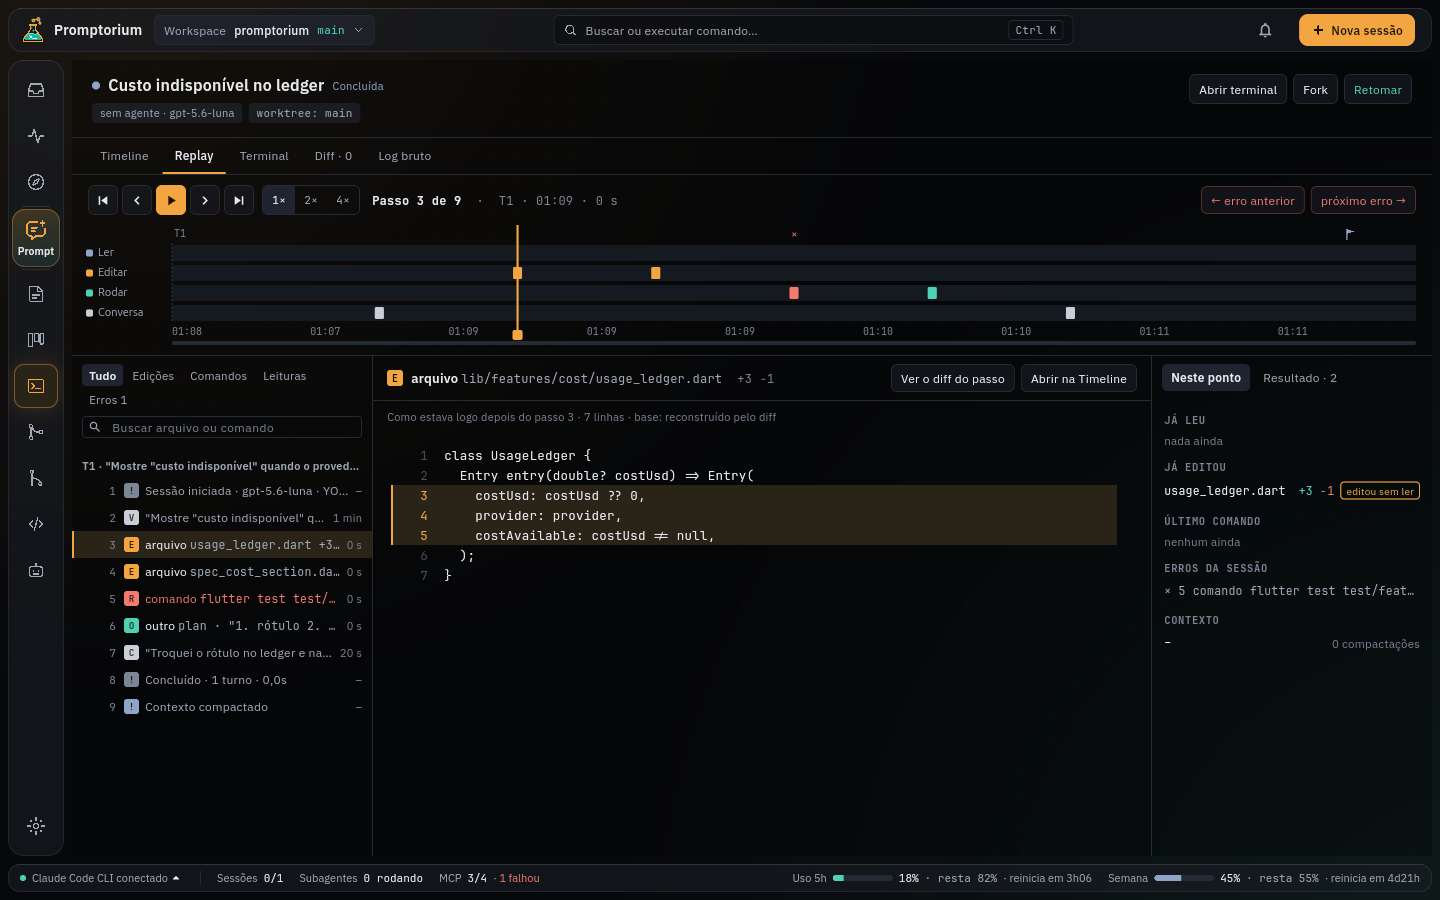 Promptorium
Workspace promptorium main
Buscar ou executar comando...
Ctrl K
+ Nova sessão
Prompt
Custo indisponível no ledger Concluída
sem agente · gpt-5.6-luna
worktree: main
Abrir terminal
Fork
Retomar
Timeline
Replay
Terminal
Diff · 0
Log bruto
1×
2×
4×
Passo 3 de 9 · T1 · 01:09 · 0 s
← erro anterior
próximo erro →
T1
×
Ler
Editar
Rodar
Conversa
01:08 01:07 01:09 01:09 01:09 01:10 01:10 01:11 01:11
Tudo
Edições
Comandos
Leituras
Erros 1
Buscar arquivo ou comando
T1 · "Mostre "custo indisponível" quando o proved...
1 ! Sessão iniciada · gpt-5.6-luna · YO... –
2 V "Mostre "custo indisponível" q... 1 min
3 E arquivo usage_ledger.dart +3... 0 s
4 E arquivo spec_cost_section.da... 0 s
5 R comando flutter test test/... 0 s
6 O outro plan · "1. rótulo 2. ... 0 s
7 C "Troquei o rótulo no ledger e na... 20 s
8 ! Concluído · 1 turno · 0,0s –
9 ! Contexto compactado –
E arquivo lib/features/cost/usage_ledger.dart +3 -1
Ver o diff do passo
Abrir na Timeline
Como estava logo depois do passo 3 · 7 linhas · base: reconstruído pelo diff
1 class UsageLedger {
2 Entry entry(double? costUsd) => Entry(
3 costUsd: costUsd ?? 0,
4 provider: provider,
5 costAvailable: costUsd != null,
6 );
7 }
Neste ponto
Resultado · 2
JÁ LEU
nada ainda
JÁ EDITOU
usage_ledger.dart +3 -1 editou sem ler
ÚLTIMO COMANDO
nenhum ainda
ERROS DA SESSÃO
× 5 comando flutter test test/feat...
CONTEXTO
– 0 compactações
Claude Code CLI conectado
Sessões 0/1
Subagentes 0 rodando
MCP 3/4 · 1 falhou
Uso 5h 18% · resta 82% · reinicia em 3h06
Semana 45% · resta 55% · reinicia em 4d21h